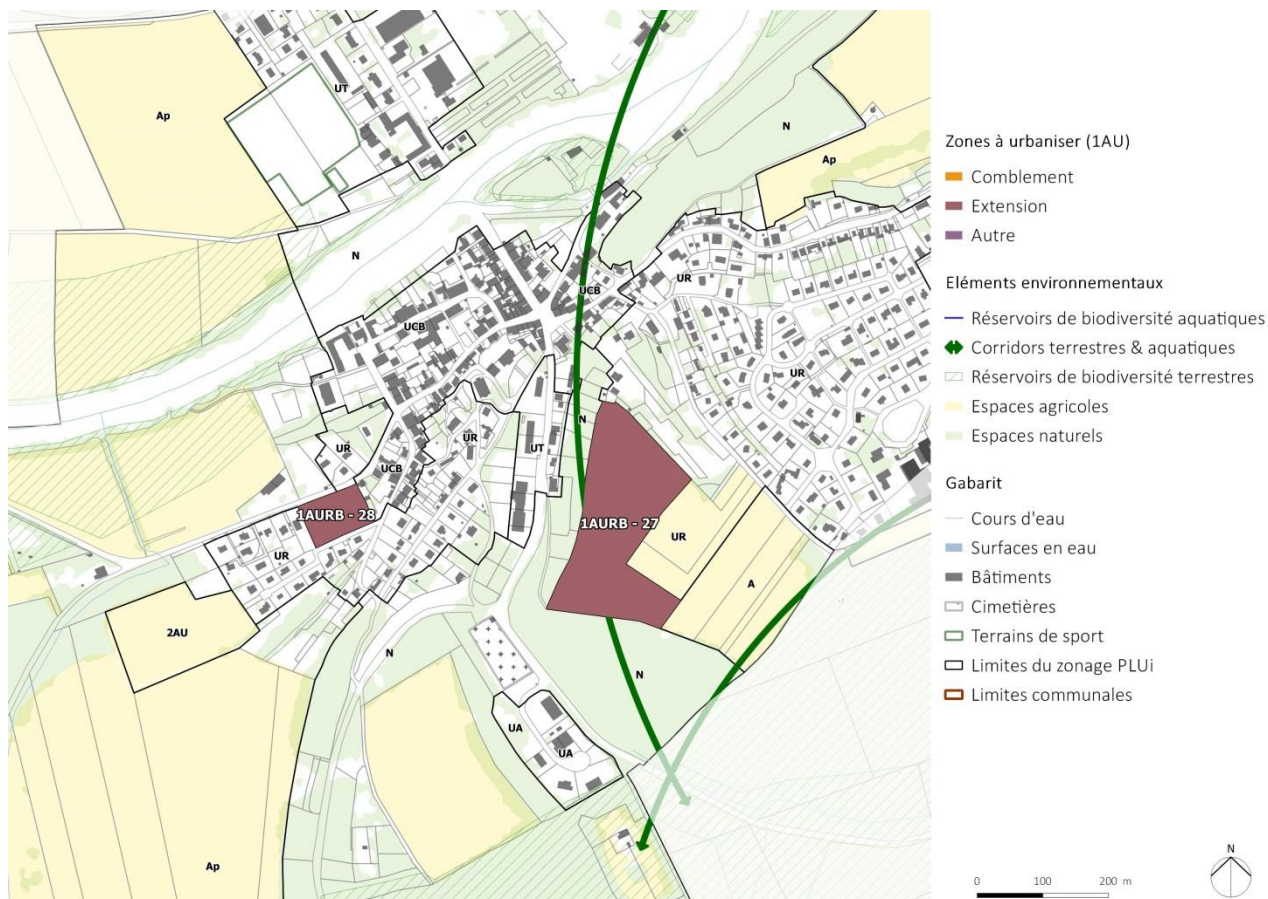 UT
Ap
N
Ap
N
UR
UCB
UCB
UR
N
UR
UR
UT
UCB
1AURB - 28
1AURB - 27
UR
UR
A
2AU
N
N
UA
UA
Ap
Zones à urbaniser (1AU)
Comblement
Extension
Autre
Eléments environnementaux
Réservoirs de biodiversité aquatiques
Corridors terrestres & aquatiques
Réservoirs de biodiversité terrestres
Espaces agricoles
Espaces naturels
Gabarit
Cours d'eau
Surfaces en eau
Bâtiments
Cimetières
Terrains de sport
Limites du zonage PLUi
Limites communales
N
0 100 200 m